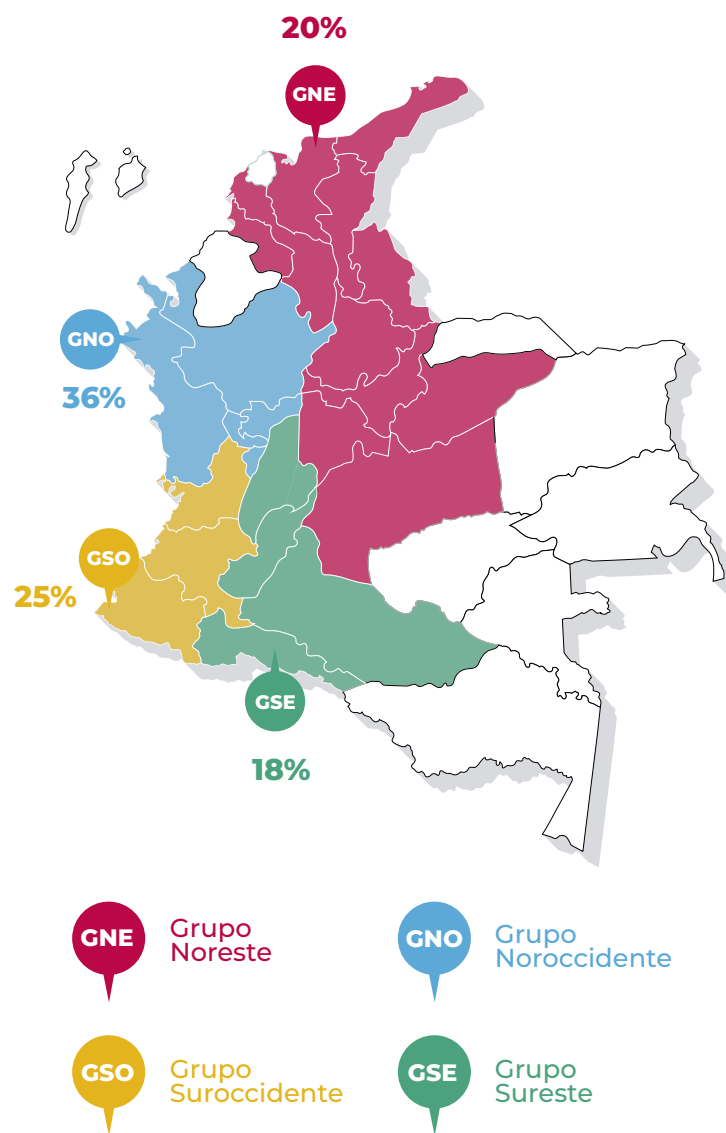 20%
GNE
GNO
36%
GSO
25%
GSE
18%
GNE
Grupo
Noreste
GNO
Grupo
Noroccidente
GSO
Grupo
Suroccidente
GSE
Grupo
Sureste